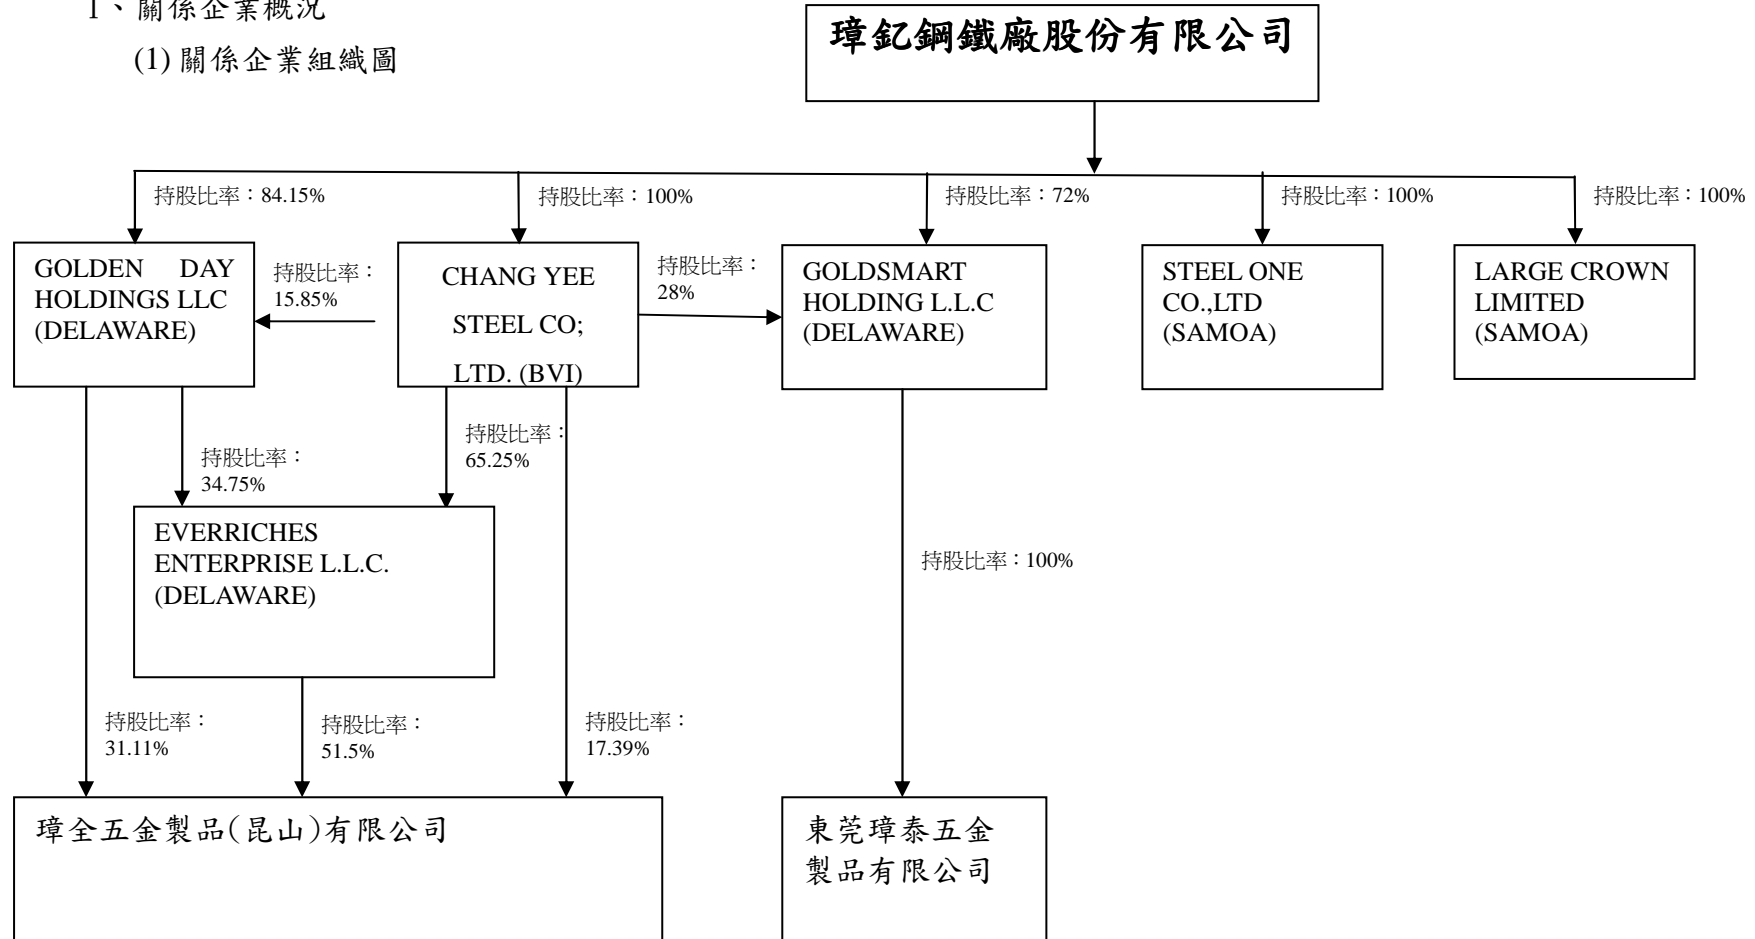 1、關係企業概況
(1)關係企業組織圖
璋釔鋼鐵廠股份有限公司
持股比率：84.15%
持股比率：100%
持股比率：72%
持股比率：100%
持股比率：100%
GOLDEN DAY
HOLDINGS LLC
(DELAWARE)
持股比率：
15.85%
CHANG YEE
STEEL CO;
LTD. (BVI)
持股比率：
28%
GOLDSMART
HOLDING L.L.C
(DELAWARE)
STEEL ONE
CO.,LTD
(SAMOA)
LARGE CROWN
LIMITED
(SAMOA)
持股比率：
34.75%
持股比率：
65.25%
EVERRICHES
ENTERPRISE L.L.C.
(DELAWARE)
持股比率：100%
持股比率：
31.11%
持股比率：
51.5%
持股比率：
17.39%
璋全五金製品(昆山)有限公司
東莞璋泰五金
製品有限公司